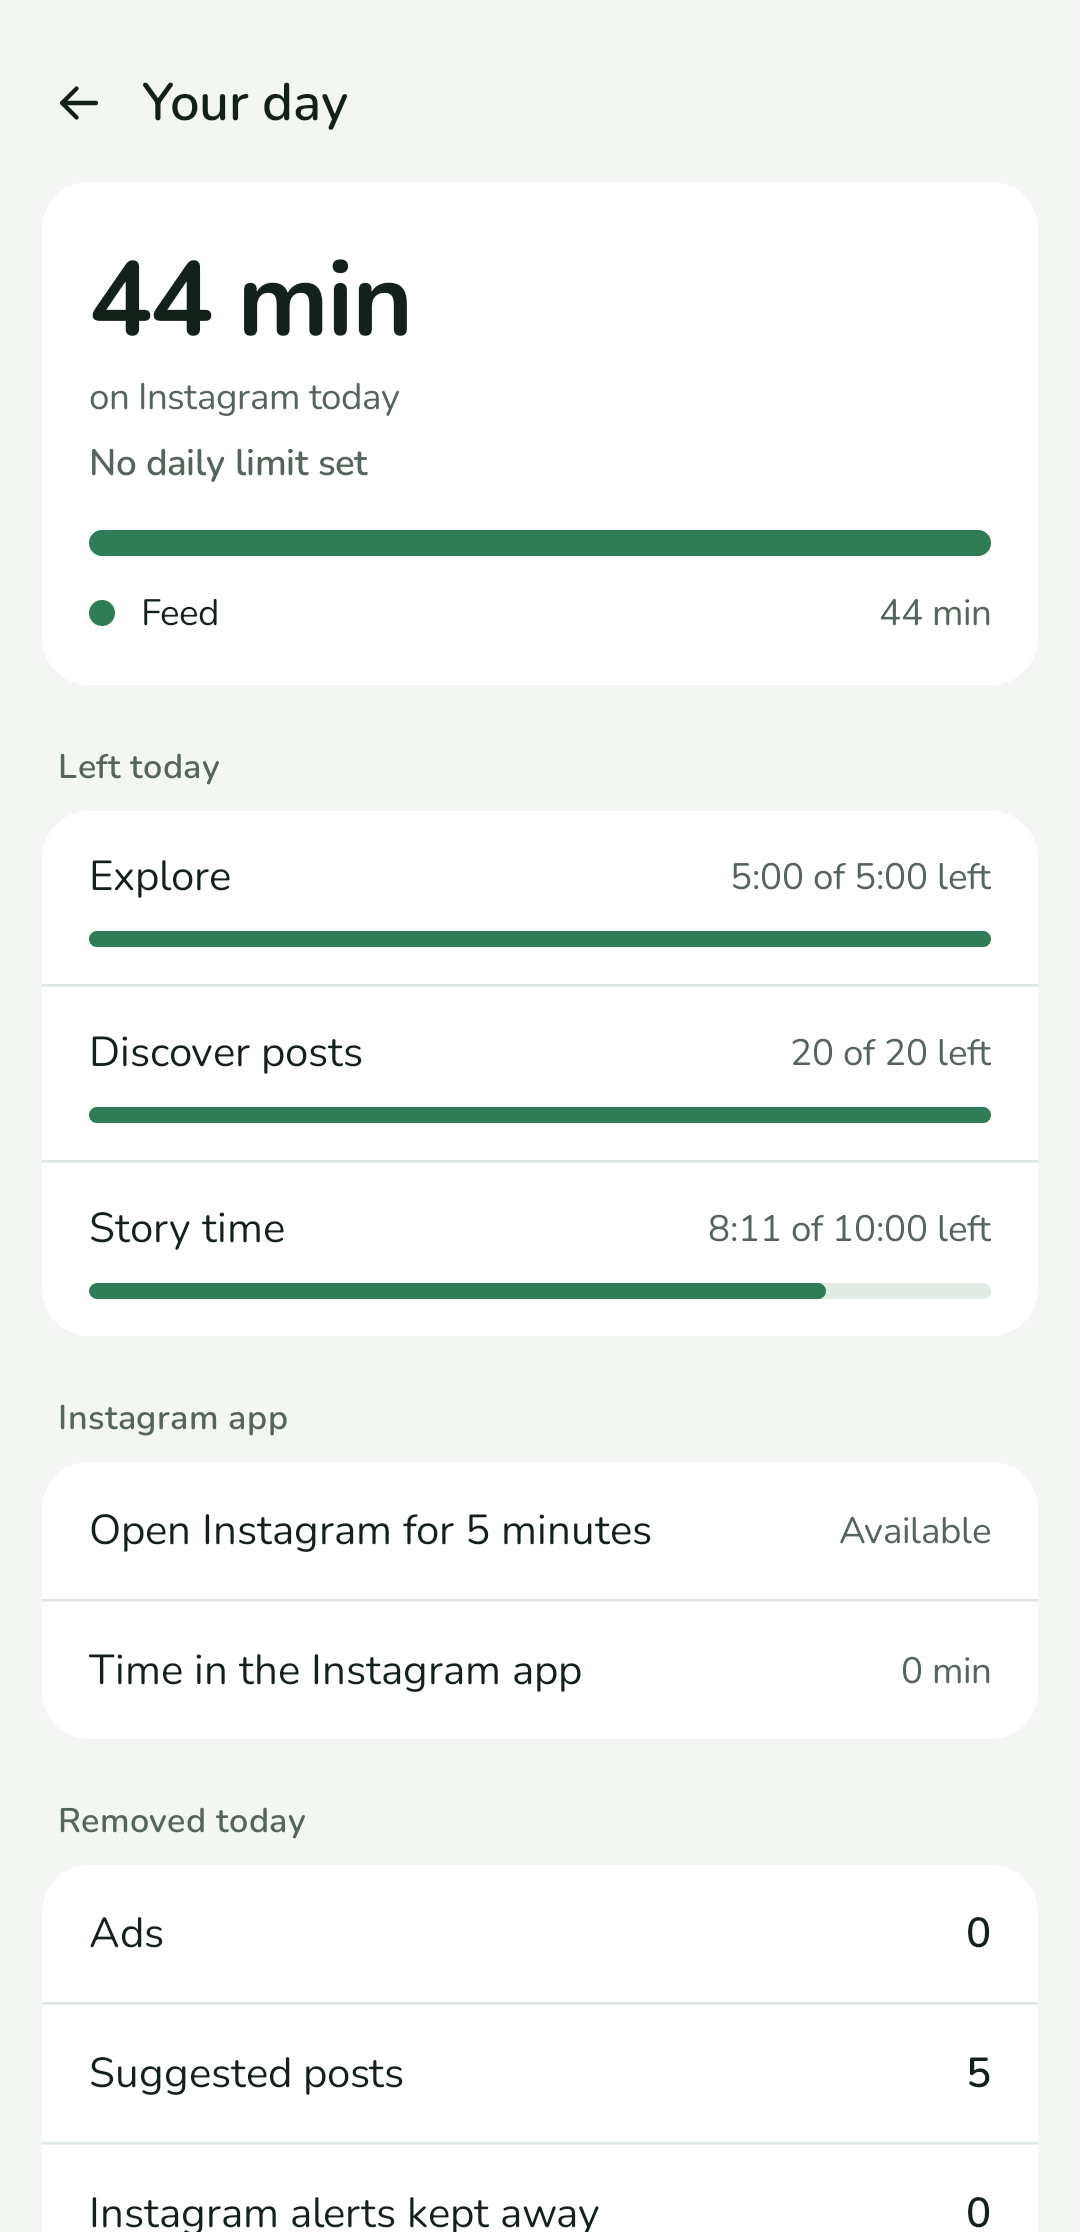 Your day
44 min
on Instagram today
No daily limit set
Feed 44 min
Left today
Explore 5:00 of 5:00 left
Discover posts 20 of 20 left
Story time 8:11 of 10:00 left
Instagram app
Open Instagram for 5 minutes Available
Time in the Instagram app 0 min
Removed today
Ads 0
Suggested posts 5
Instagram alerts kept away 0